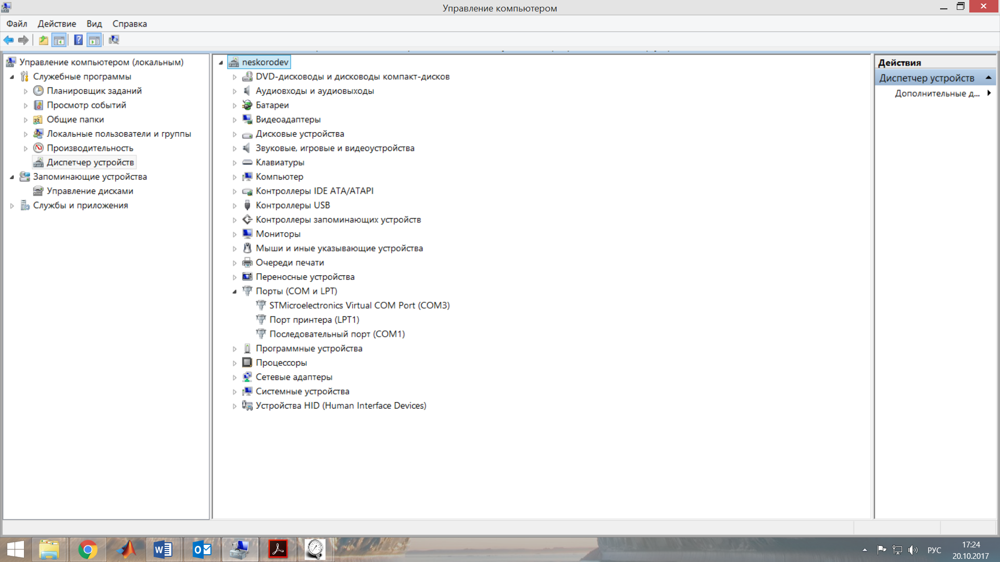 Управление компьютером
Файл Действие Вид Справка
Управление компьютером (локальным)
Служебные программы
Планировщик заданий
Просмотр событий
Общие папки
Локальные пользователи и группы
Производительность
Диспетчер устройств
Запоминающие устройства
Управление дисками
Службы и приложения
neskorodev
DVD-дисководы и дисководы компакт-дисков
Аудиовходы и аудиовыходы
Батареи
Видеоадаптеры
Дисковые устройства
Звуковые, игровые и видеоустройства
Клавиатуры
Компьютер
Контроллеры IDE ATA/ATAPI
Контроллеры USB
Контроллеры запоминающих устройств
Мониторы
Мыши и иные указывающие устройства
Очереди печати
Переносные устройства
Порты (COM и LPT)
STMicroelectronics Virtual COM Port (COM3)
Порт принтера (LPT1)
Последовательный порт (COM1)
Программные устройства
Процессоры
Сетевые адаптеры
Системные устройства
Устройства HID (Human Interface Devices)
Действия
Диспетчер устройств
Дополнительные д...
РУС
17:24
20.10.2017